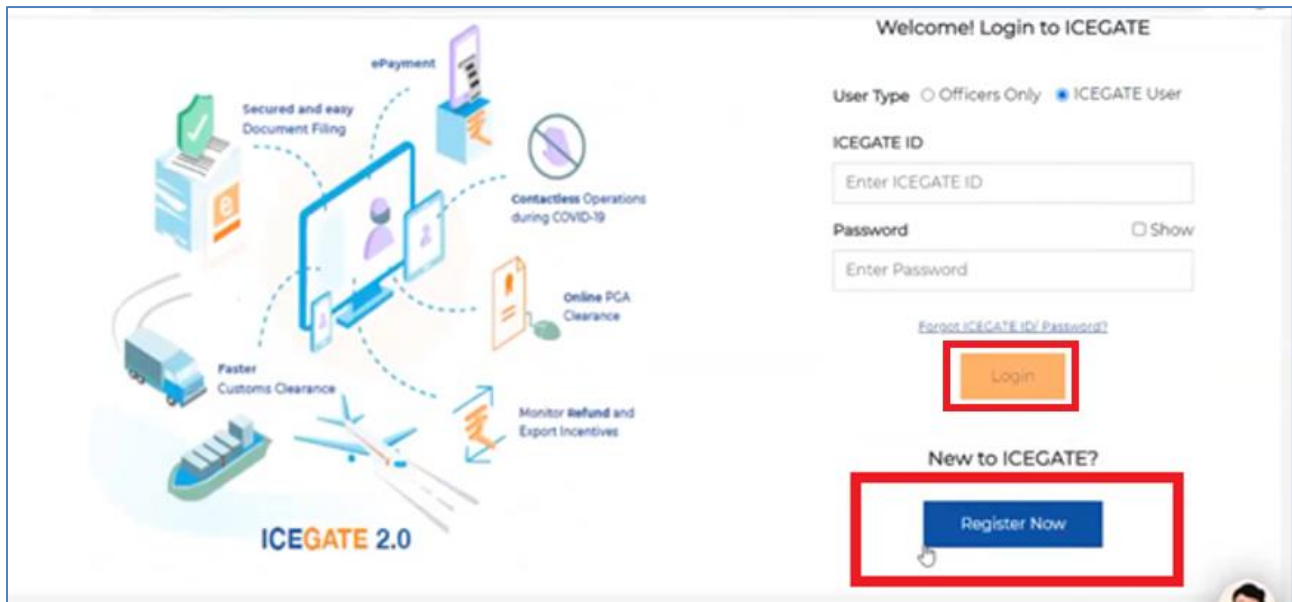 Welcome! Login to ICEGATE
User Type Officers Only ICEGATE User
ICEGATE ID
Enter ICEGATE ID
Password Show
Enter Password
Forgot ICEGATE ID/ Password?
Login
New to ICEGATE?
Register Now
ePayment
Secured and easy
Document Filing
Contactless Operations
during COVID-19
Online PGA
Clearance
Faster
Customs Clearance
Monitor Refund and
Export Incentives
e
ICEGATE 2.0